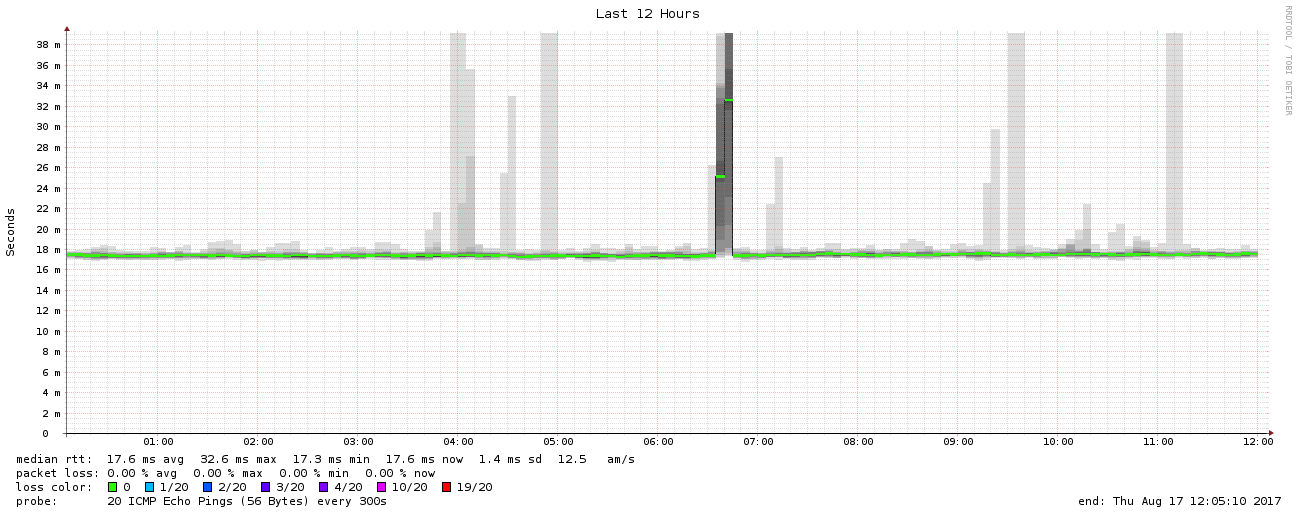 Last 12 Hours
RRDTOOL / TOBI OETIKER
Seconds
38 m
36 m
34 m
32 m
30 m
28 m
26 m
24 m
22 m
20 m
18 m
16 m
14 m
12 m
10 m
8 m
6 m
4 m
2 m
0
01:00 02:00 03:00 04:00 05:00 06:00 07:00 08:00 09:00 10:00 11:00 12:00
median rtt: 17.6 ms avg 32.6 ms max 17.3 ms min 17.6 ms now 1.4 ms sd 12.5 am/s
packet loss: 0.00 % avg 0.00 % max 0.00 % min 0.00 % now
loss color: 0 1/20 2/20 3/20 4/20 10/20 19/20
probe: 20 ICMP Echo Pings (56 Bytes) every 300s end: Thu Aug 17 12:05:10 2017